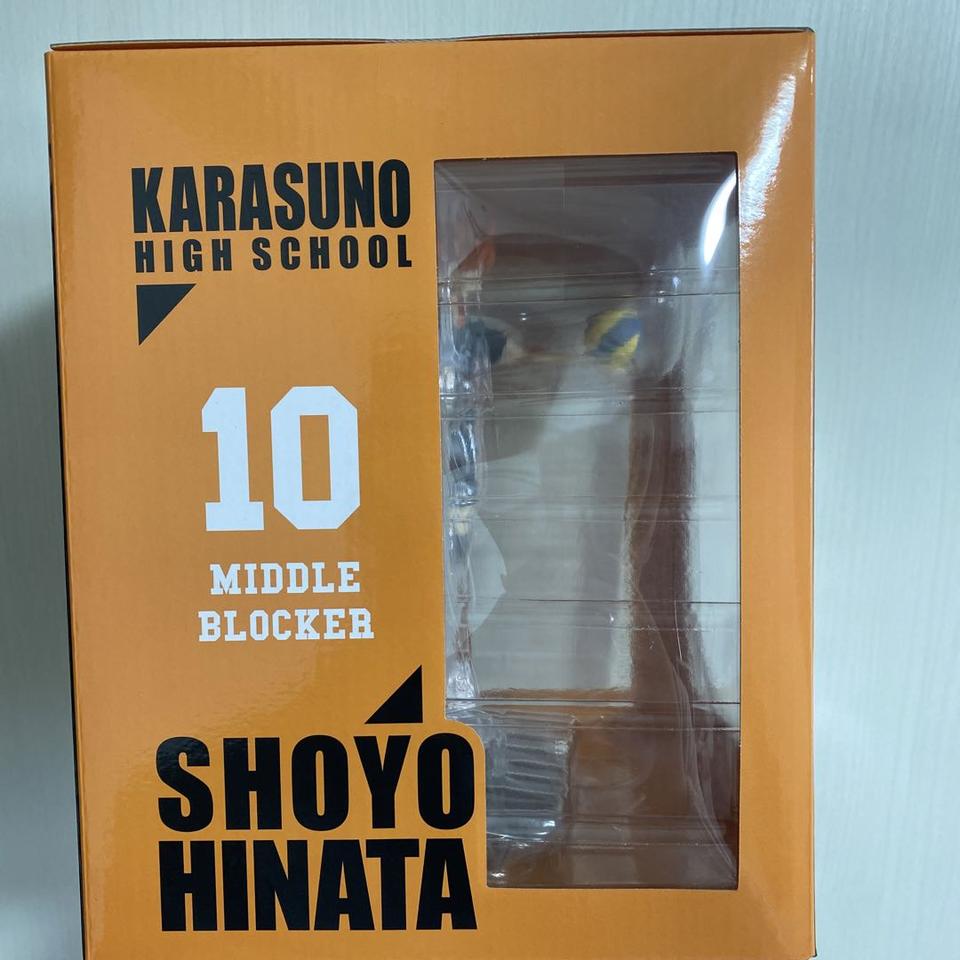 KARASUNO
HIGH SCHOOL
10
MIDDLE
BLOCKER
SHOYO
HINATA